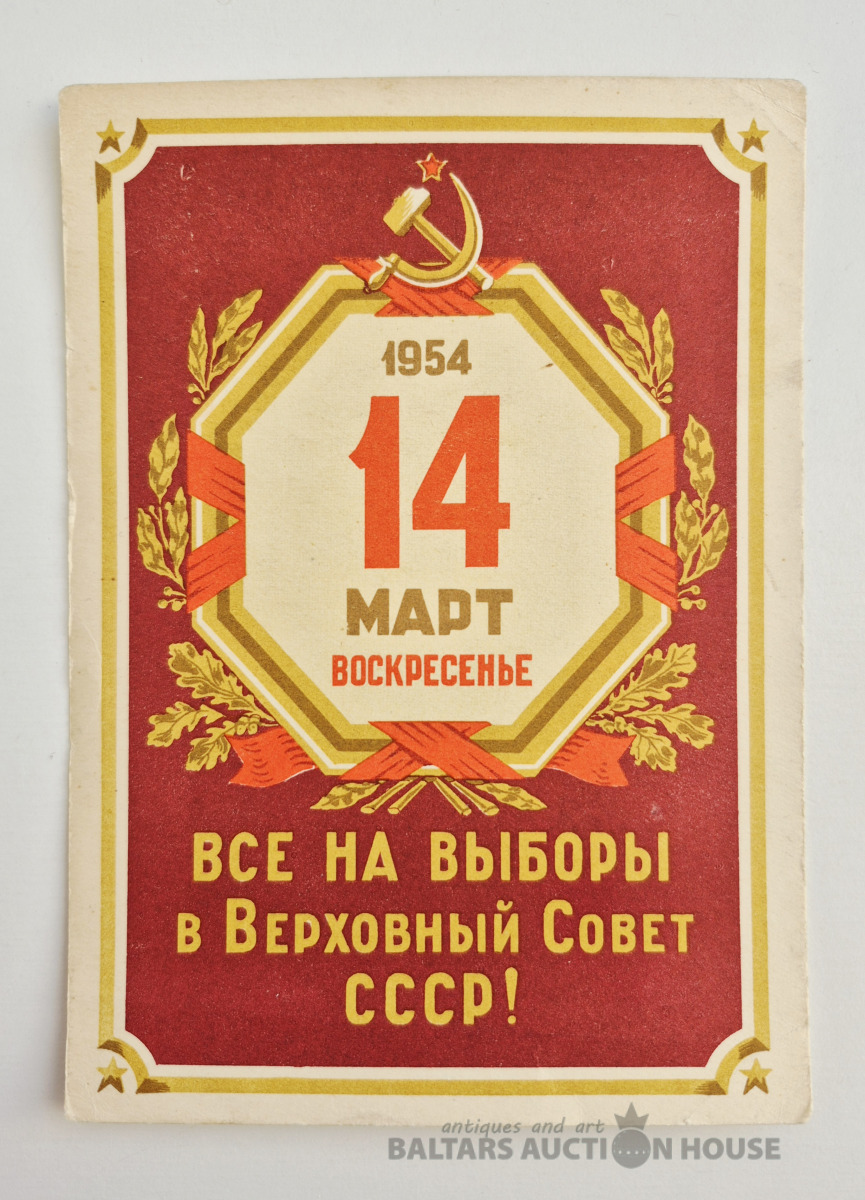 1954
14
МАРТ
ВОСКРЕСЕНЬЕ
ВСЕ НА ВЫБОРЫ
в Верховный Совет
СССР!
antiques and art
BALTARS AUCTION HOUSE